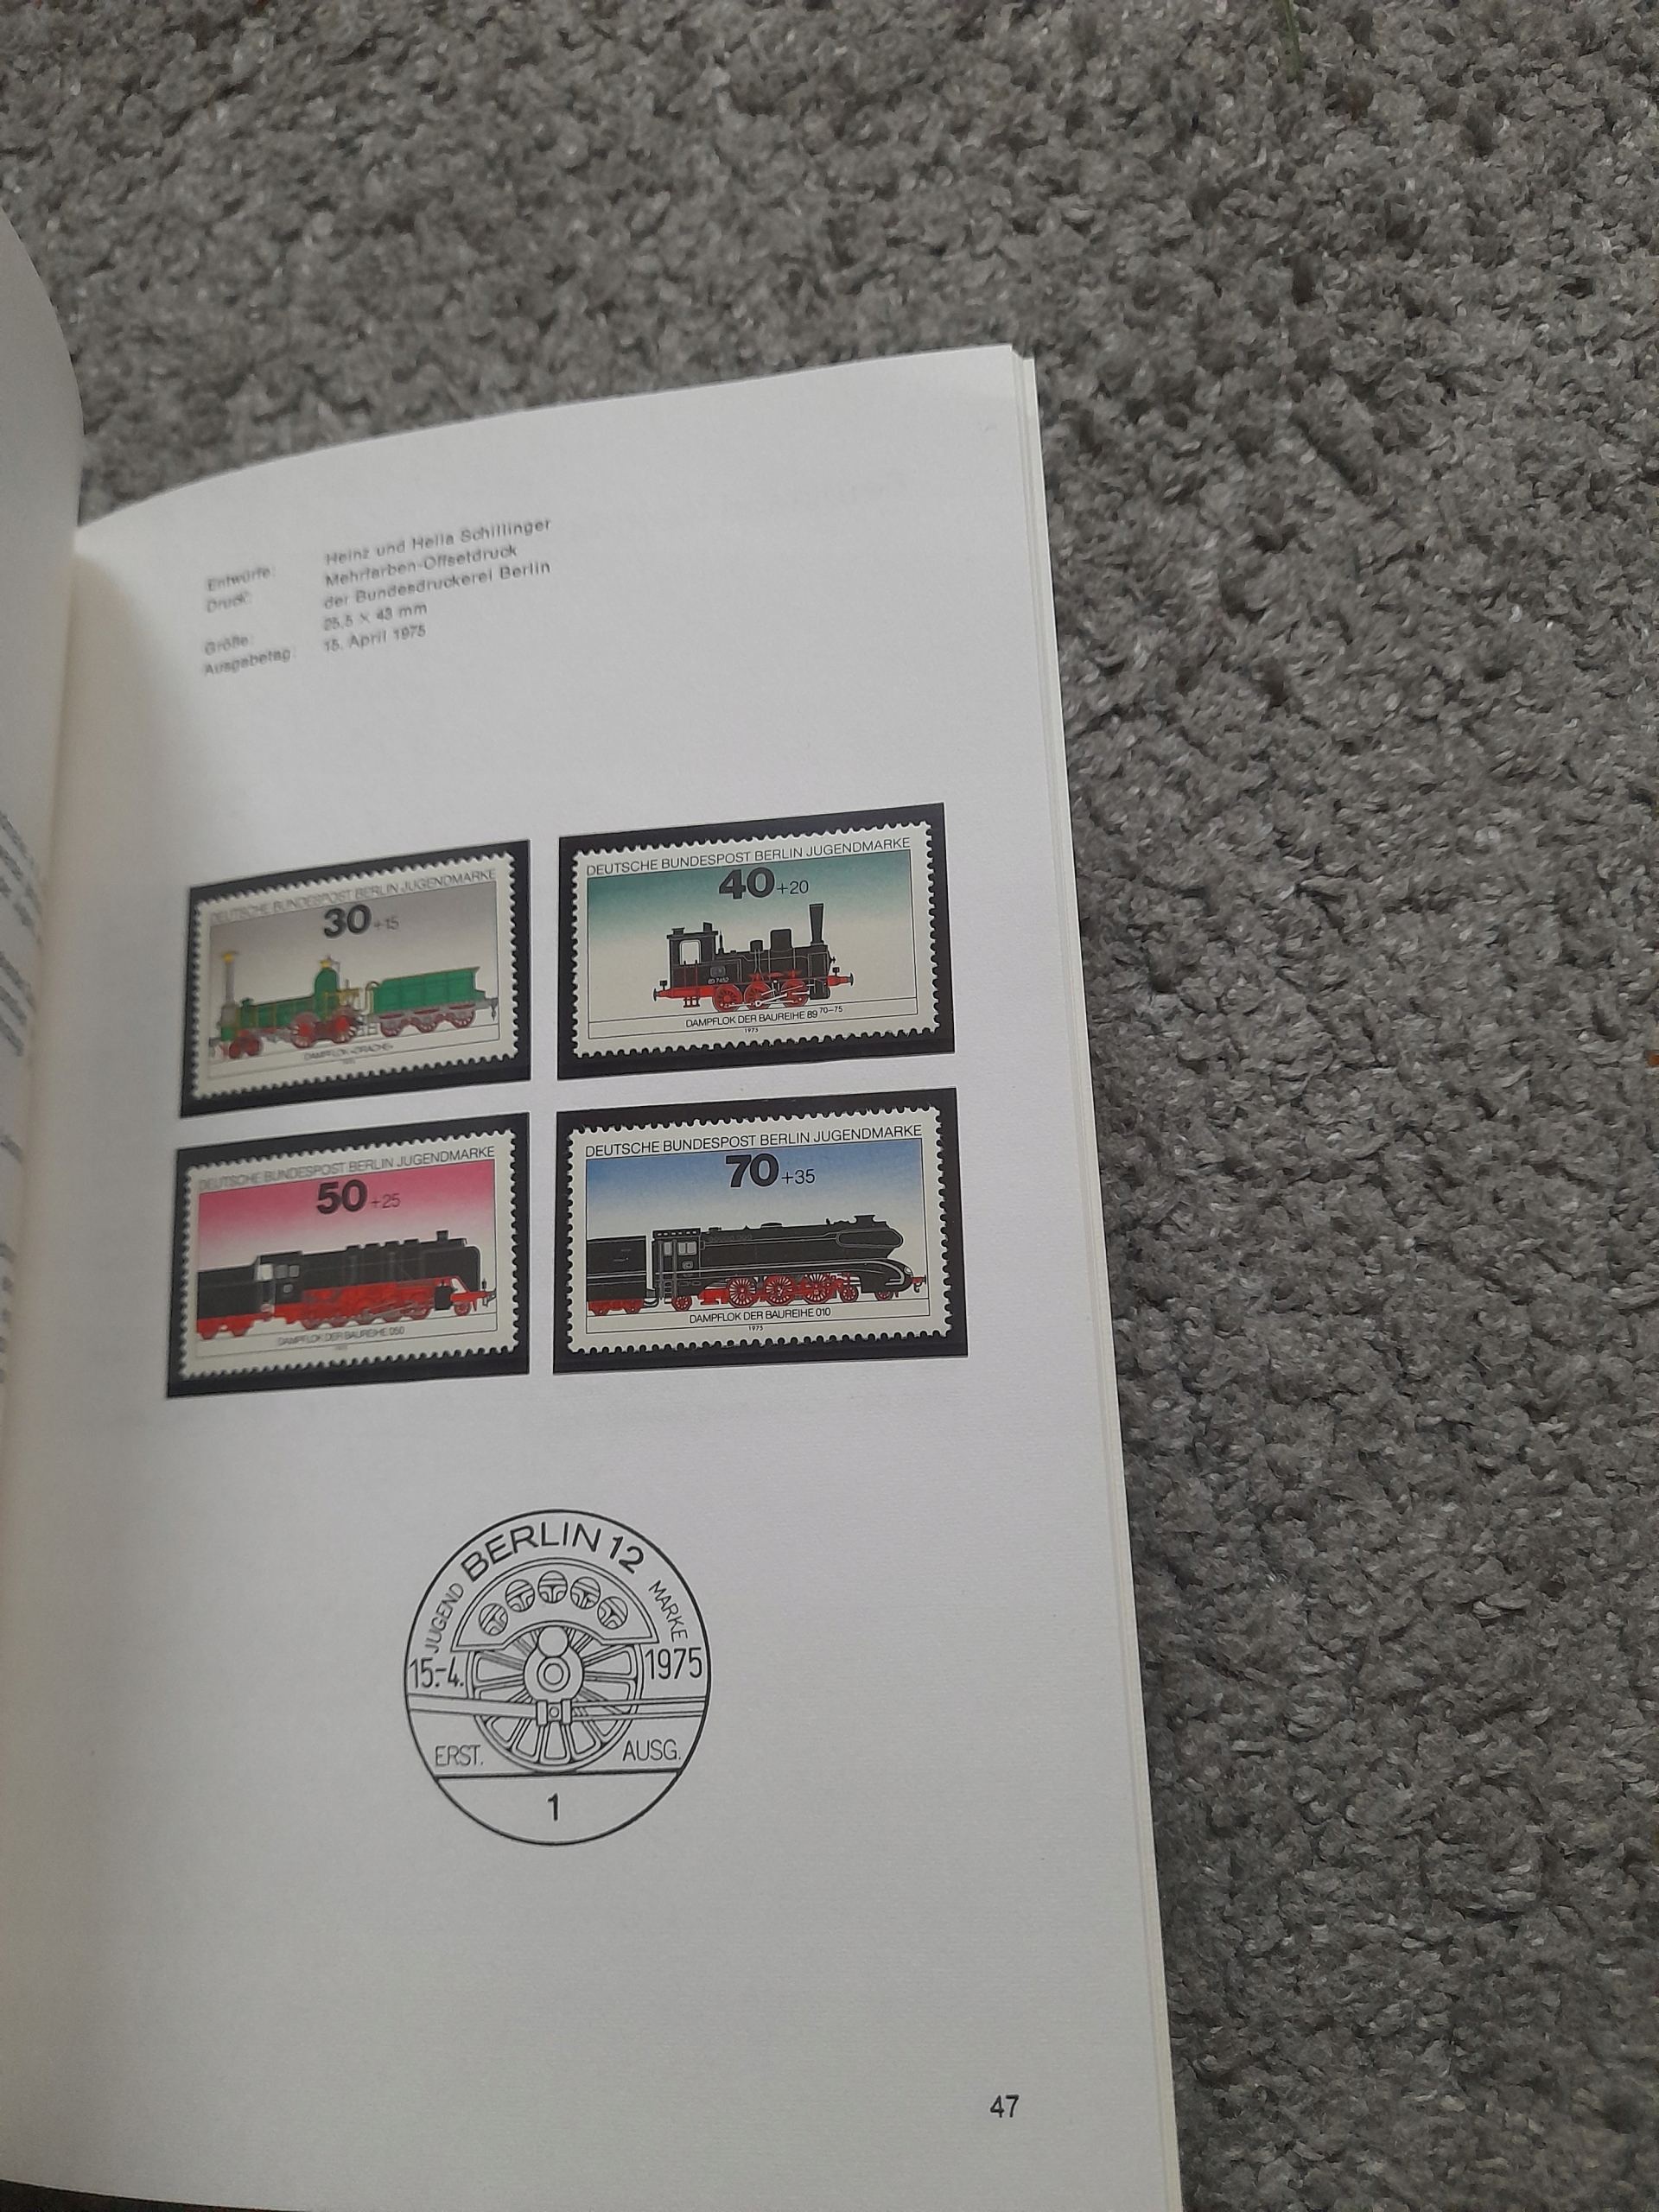 Entwürfe: Heinz und Hella Schillinger
Druck: Mehrfarben-Offsetdruck
der Bundesdruckerei Berlin
Größe: 25,5 × 43 mm
Ausgabetag: 15. April 1975
DEUTSCHE BUNDESPOST BERLIN JUGENDMARKE
30+15
DAMPFLOK »DRACHE«
DEUTSCHE BUNDESPOST BERLIN JUGENDMARKE
40+20
89 7462
DAMPFLOK DER BAUREIHE 89 70–75
1975
DEUTSCHE BUNDESPOST BERLIN JUGENDMARKE
50+25
DAMPFLOK DER BAUREIHE 050
1975
DEUTSCHE BUNDESPOST BERLIN JUGENDMARKE
70+35
DAMPFLOK DER BAUREIHE 010
1975
BERLIN 12
JUGEND MARKE
15.-4. 1975
ERST. AUSG.
1
47